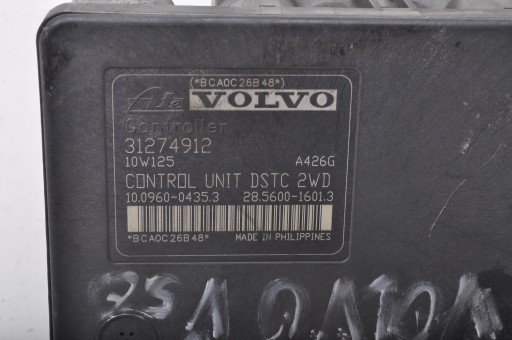 (*BCA0C26B48*)
Ate VOLVO
Controller
31274912
10W125 A426G
CONTROL UNIT DSTC 2WD
10.0960-0435.3 28.5600-1601.3
*BCA0C26B48* MADE IN PHILIPPINES